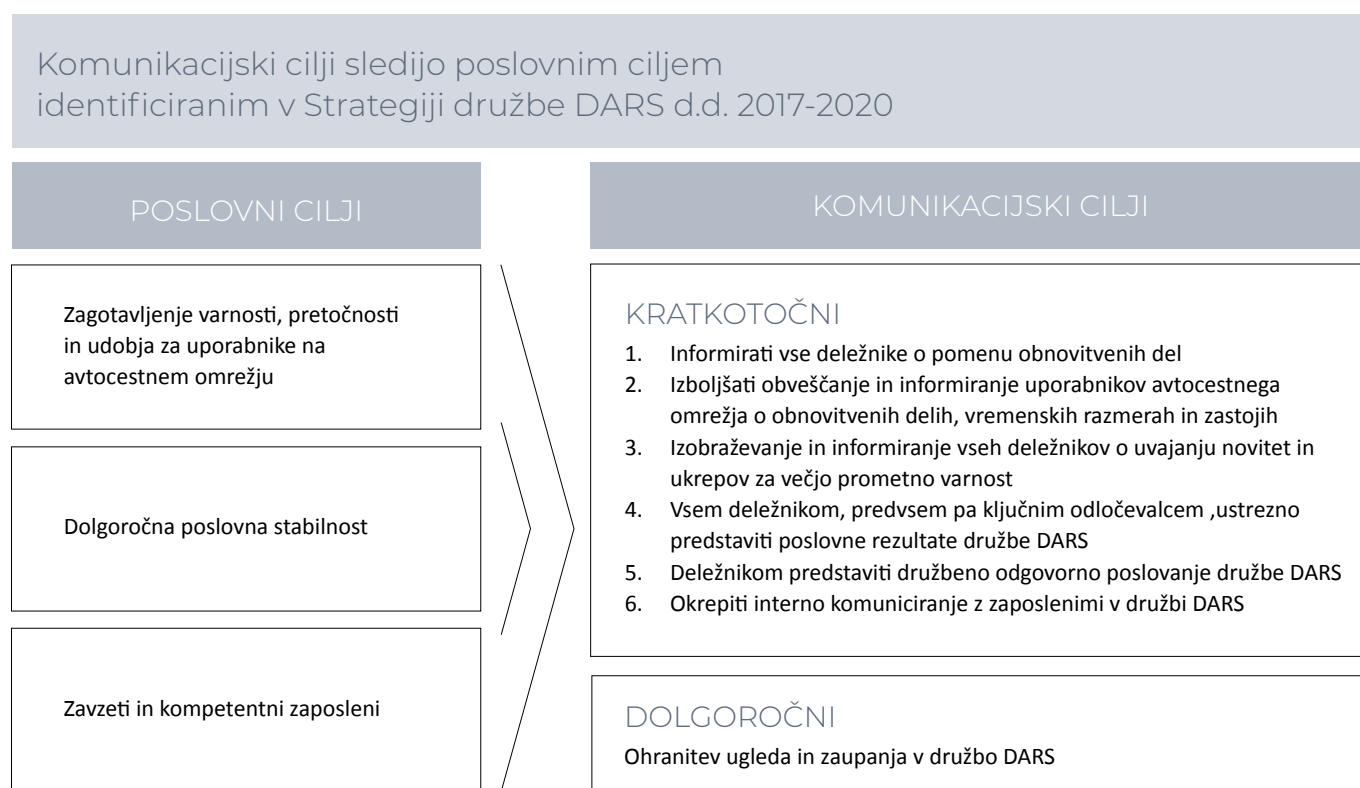 Komunikacijski cilji sledijo poslovnim ciljem
identificiranim v Strategiji družbe DARS d.d. 2017-2020
POSLOVNI CILJI
Zagotavljenje varnosti, pretočnosti
in udobja za uporabnike na
avtocestnem omrežju
Dolgoročna poslovna stabilnost
Zavzeti in kompetentni zaposleni
KOMUNIKACIJSKI CILJI
KRATKOTOČNI
1. Informirati vse deležnike o pomenu obnovitvenih del
2. Izboljšati obveščanje in informiranje uporabnikov avtocestnega
omrežja o obnovitvenih delih, vremenskih razmerah in zastojih
3. Izobraževanje in informiranje vseh deležnikov o uvajanju novitet in
ukrepov za večjo prometno varnost
4. Vsem deležnikom, predvsem pa ključnim odločevalcem ,ustrezno
predstaviti poslovne rezultate družbe DARS
5. Deležnikom predstaviti družbeno odgovorno poslovanje družbe DARS
6. Okrepiti interno komuniciranje z zaposlenimi v družbi DARS
DOLGOROČNI
Ohranitev ugleda in zaupanja v družbo DARS